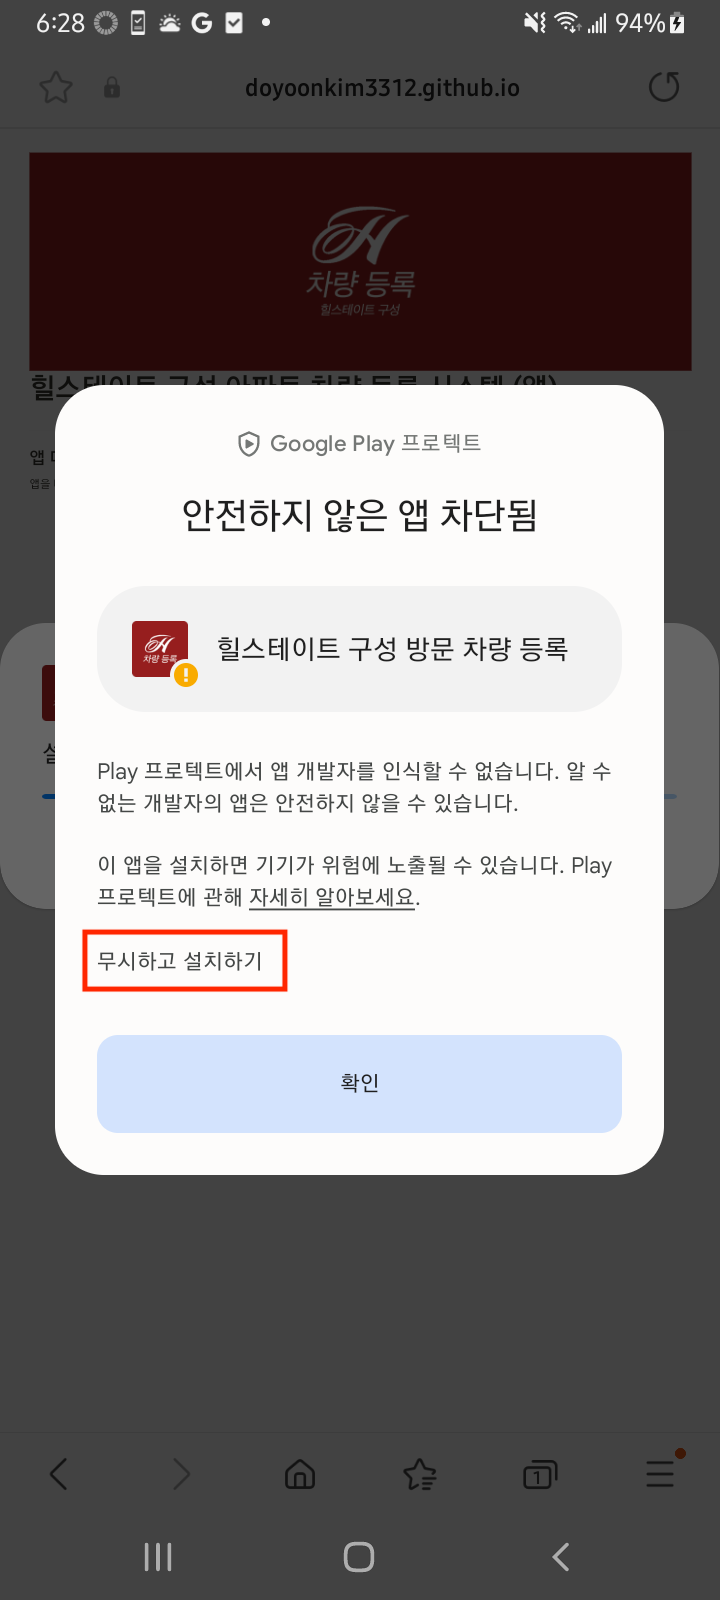 6:28
94%
doyoonkim3312.github.io
H
차량 등록
힐스테이트 구성
힐스테이트 구성 아파트 차량 등록 시스템 (앱)
앱
앱을
Google Play 프로젝트
안전하지 않은 앱 차단됨
차량 등록
힐스테이트 구성 방문 차량 등록
Play 프로젝트에서 앱 개발자를 인식할 수 없습니다. 알 수
없는 개발자의 앱은 안전하지 않을 수 있습니다.
이 앱을 설치하면 기기가 위험에 노출될 수 있습니다. Play
프로젝트에 관해 자세히 알아보세요.
무시하고 설치하기
확인
1